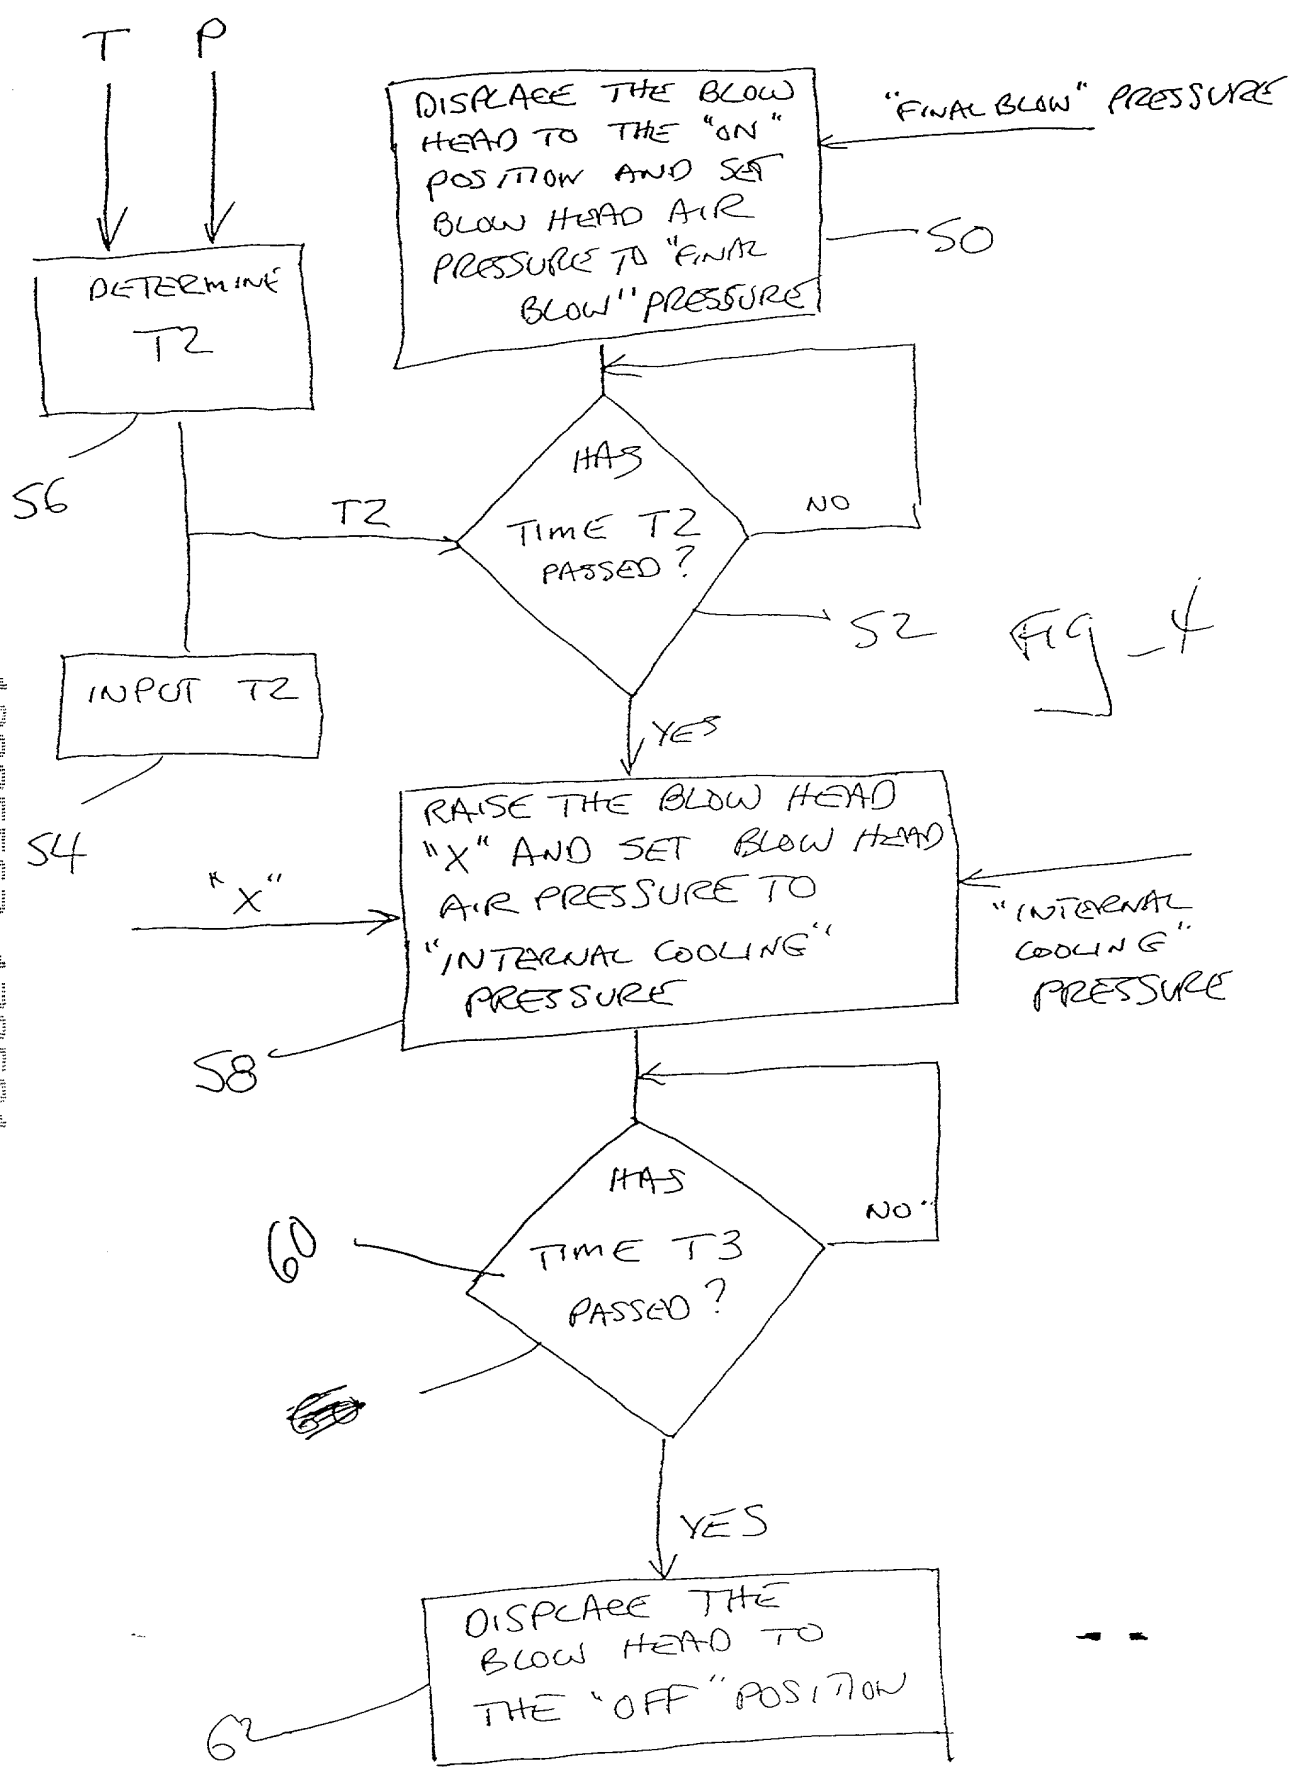 T P
DISPLACE THE BLOW
HEAD TO THE "ON"
POSITION AND SET
BLOW HEAD AIR
PRESSURE TO "FINAL
BLOW" PRESSURE
"FINAL BLOW" PRESSURE
50
DETERMINE
T2
56
T2
HAS
TIME T2
PASSED?
NO
52
Fig_4
INPUT T2
54
YES
RAISE THE BLOW HEAD
"X" AND SET BLOW HEAD
AIR PRESSURE TO
"INTERNAL COOLING"
PRESSURE
"X"
"INTERNAL
COOLING"
PRESSURE
58
HAS
TIME T3
PASSED?
NO
60
YES
DISPLACE THE
BLOW HEAD TO
THE "OFF" POSITION
62